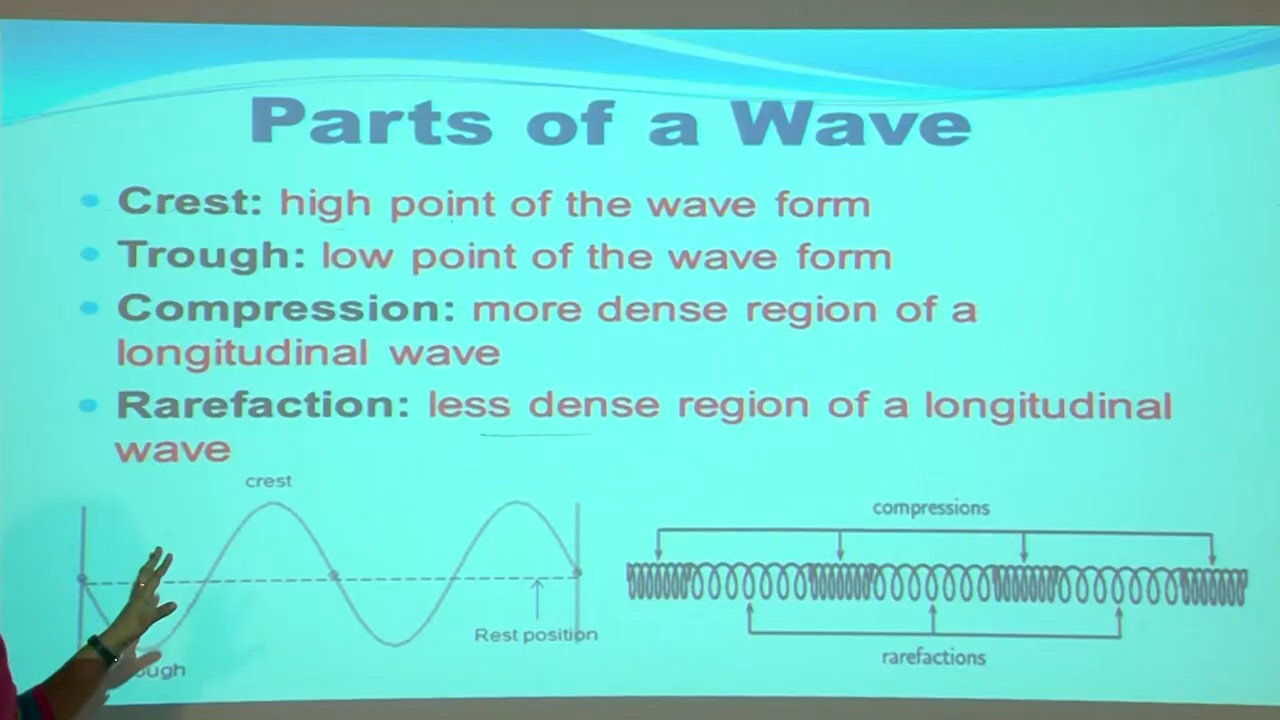 Parts of a Wave
Crest: high point of the wave form
Trough: low point of the wave form
Compression: more dense region of a
longitudinal wave
Rarefaction: less dense region of a longitudinal
wave
crest
compressions
Rest position
rarefactions